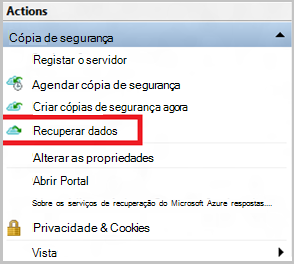 Actions
Cópia de segurança
Registar o servidor
Agendar cópia de segurança
Criar cópias de segurança agora
Recuperar dados
Alterar as propriedades
Abrir Portal
Sobre os serviços de recuperação do Microsoft Azure respostas....
Privacidade & Cookies
Vista